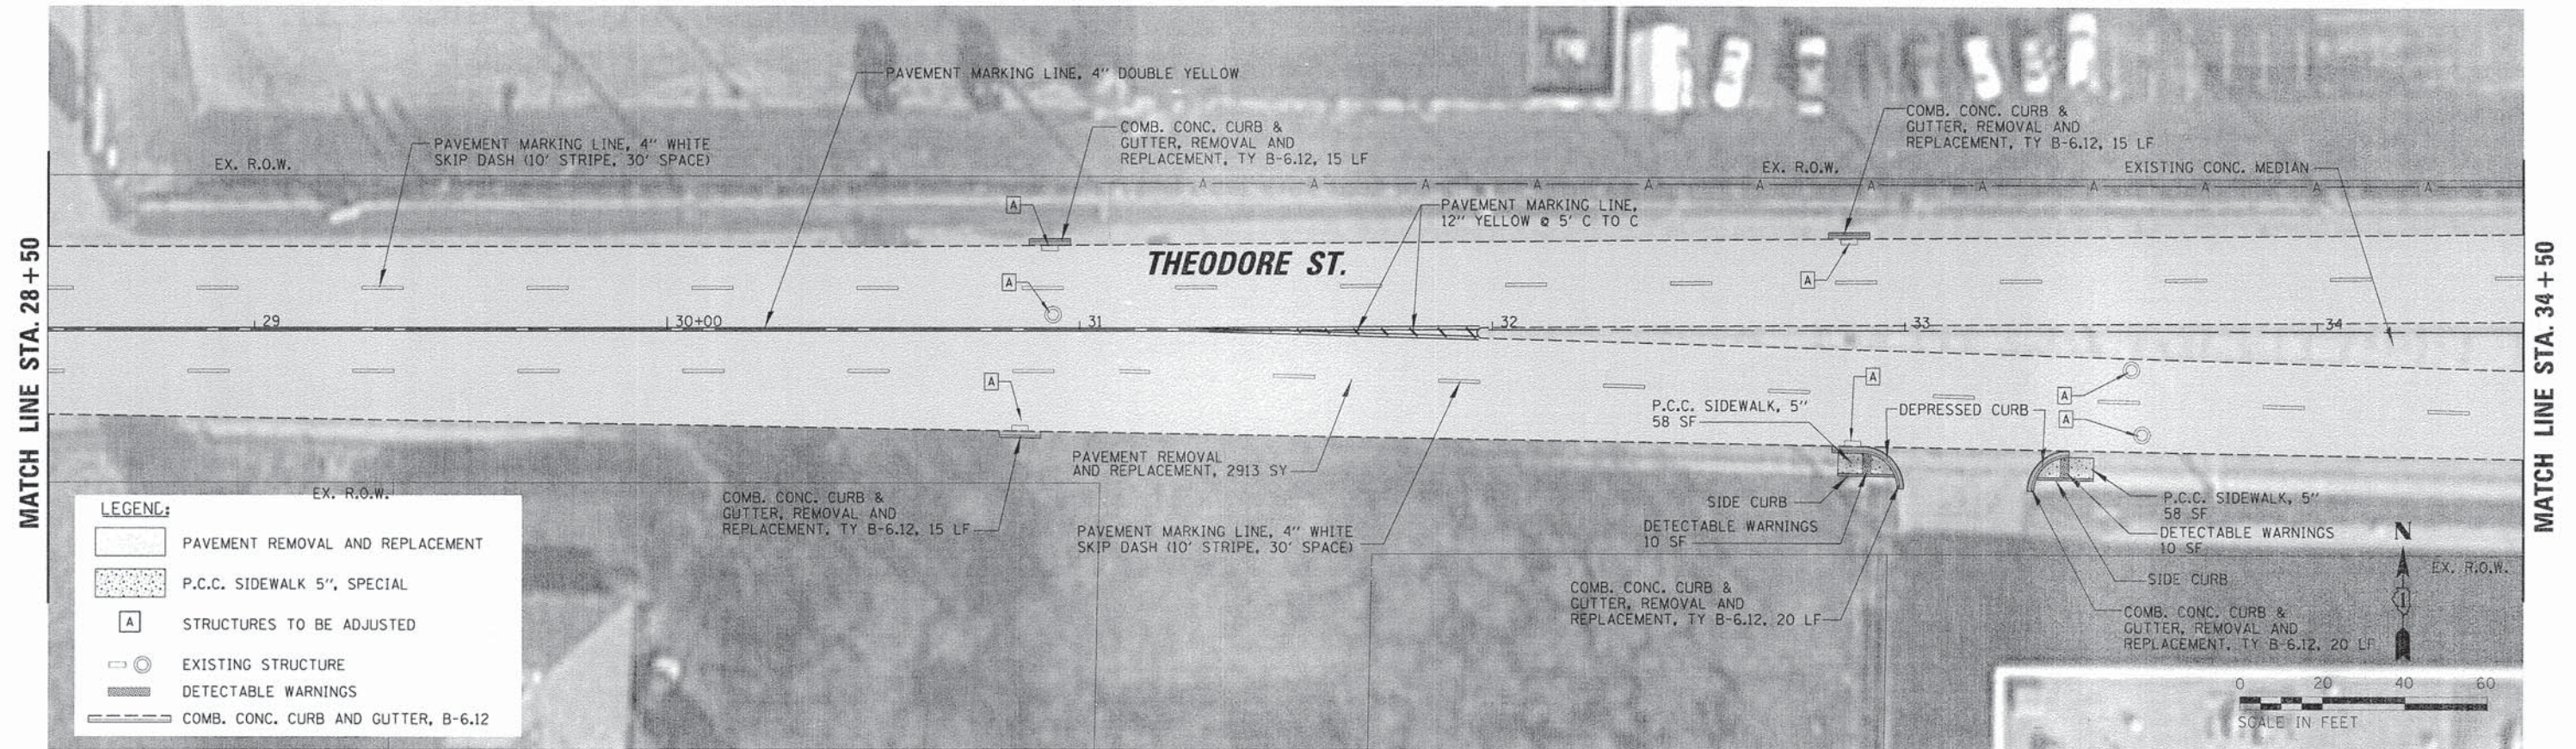 PAVEMENT MARKING LINE, 4" DOUBLE YELLOW
PAVEMENT MARKING LINE, 4" WHITE
SKIP DASH (10' STRIPE, 30' SPACE)
EX. R.O.W.
COMB. CONC. CURB &
GUTTER, REMOVAL AND
REPLACEMENT, TY B-6.12, 15 LF
COMB. CONC. CURB &
GUTTER, REMOVAL AND
REPLACEMENT, TY B-6.12, 15 LF
EX. R.O.W.
EXISTING CONC. MEDIAN
A A A A A A A A A A A A
PAVEMENT MARKING LINE,
12" YELLOW @ 5' C TO C
A
THEODORE ST.
A
A
MATCH LINE STA. 28+50
MATCH LINE STA. 34+50
29
30+00
31
32
33
34
A
A
A
A
P.C.C. SIDEWALK, 5"
58 SF
DEPRESSED CURB
PAVEMENT REMOVAL
AND REPLACEMENT, 2913 SY
COMB. CONC. CURB &
GUTTER, REMOVAL AND
REPLACEMENT, TY B-6.12, 15 LF
PAVEMENT MARKING LINE, 4" WHITE
SKIP DASH (10' STRIPE, 30' SPACE)
SIDE CURB
DETECTABLE WARNINGS
10 SF
COMB. CONC. CURB &
GUTTER, REMOVAL AND
REPLACEMENT, TY B-6.12, 20 LF
P.C.C. SIDEWALK, 5"
58 SF
DETECTABLE WARNINGS
10 SF
SIDE CURB
COMB. CONC. CURB &
GUTTER, REMOVAL AND
REPLACEMENT, TY B-6.12, 20 LF
N
EX. R.O.W.
EX. R.O.W.
LEGEND:
PAVEMENT REMOVAL AND REPLACEMENT
P.C.C. SIDEWALK 5", SPECIAL
A STRUCTURES TO BE ADJUSTED
EXISTING STRUCTURE
DETECTABLE WARNINGS
COMB. CONC. CURB AND GUTTER, B-6.12
0 20 40 60
SCALE IN FEET